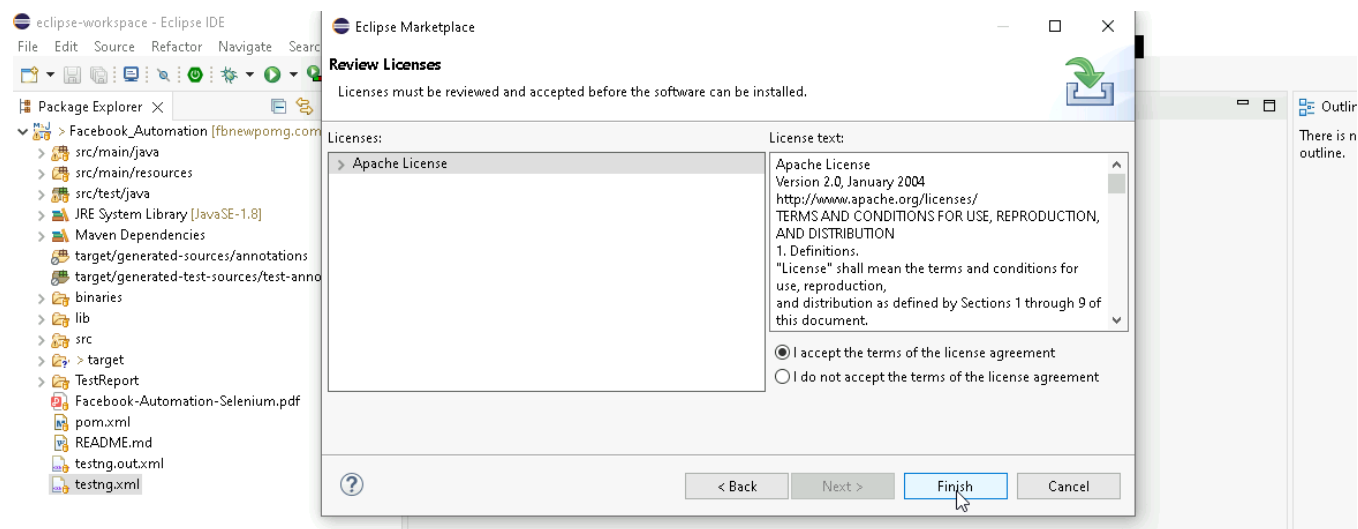 eclipse-workspace - Eclipse IDE
File Edit Source Refactor Navigate Searc
Package Explorer
> Facebook_Automation [fbnewpomg.com
src/main/java
src/main/resources
src/test/java
JRE System Library [JavaSE-1.8]
Maven Dependencies
target/generated-sources/annotations
target/generated-test-sources/test-anno
binaries
lib
src
> target
TestReport
Facebook-Automation-Selenium.pdf
pom.xml
README.md
testng.out.xml
testng.xml
Eclipse Marketplace
Review Licenses
Licenses must be reviewed and accepted before the software can be installed.
Licenses:
Apache License
License text:
Apache License
Version 2.0, January 2004
http://www.apache.org/licenses/
TERMS AND CONDITIONS FOR USE, REPRODUCTION,
AND DISTRIBUTION
1. Definitions.
"License" shall mean the terms and conditions for
use, reproduction,
and distribution as defined by Sections 1 through 9 of
this document.
I accept the terms of the license agreement
I do not accept the terms of the license agreement
< Back Next > Finish Cancel
Outlin
There is n
outline.